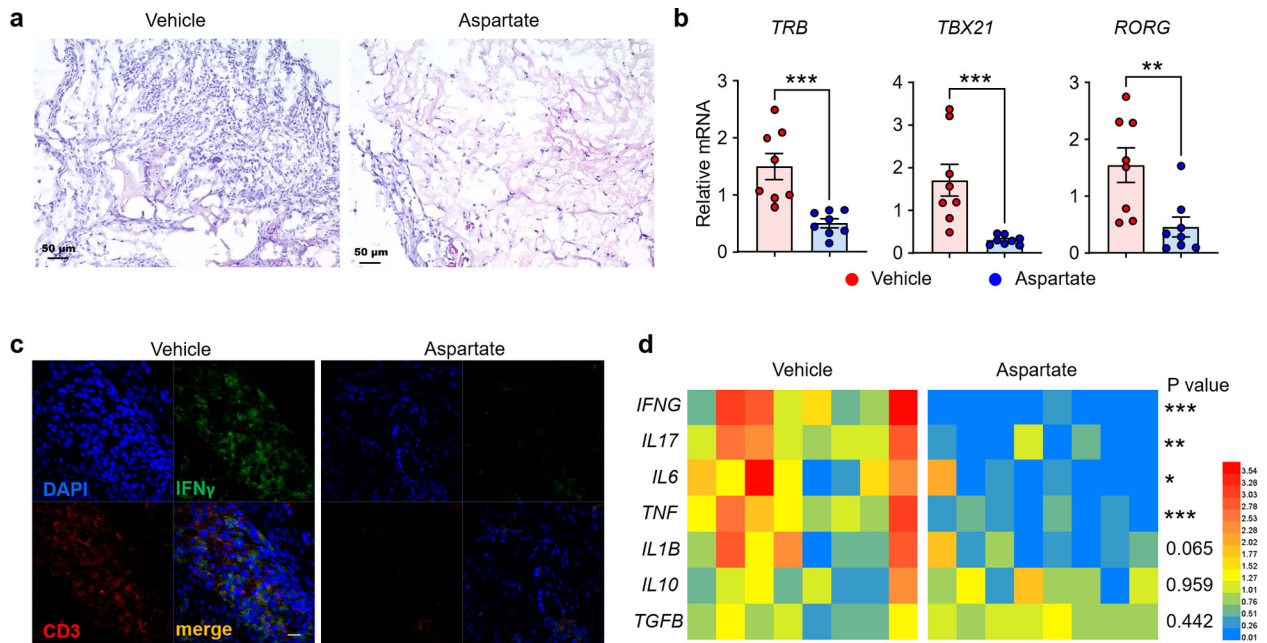 a
Vehicle
Aspartate
50 µm
50 µm
b
TRB
TBX21
RORG
Relative mRNA
***
***
**
3
2
1
0
4
3
2
1
0
3
2
1
0
Vehicle
Aspartate
c
Vehicle
Aspartate
DAPI
IFNγ
CD3
merge
d
Vehicle
Aspartate
P value
IFNG
***
IL17
**
IL6
*
TNF
***
IL1B
0.065
IL10
0.959
TGFB
0.442
3.54
3.28
3.03
2.78
2.53
2.28
2.02
1.77
1.52
1.27
1.01
0.76
0.51
0.26
0.01